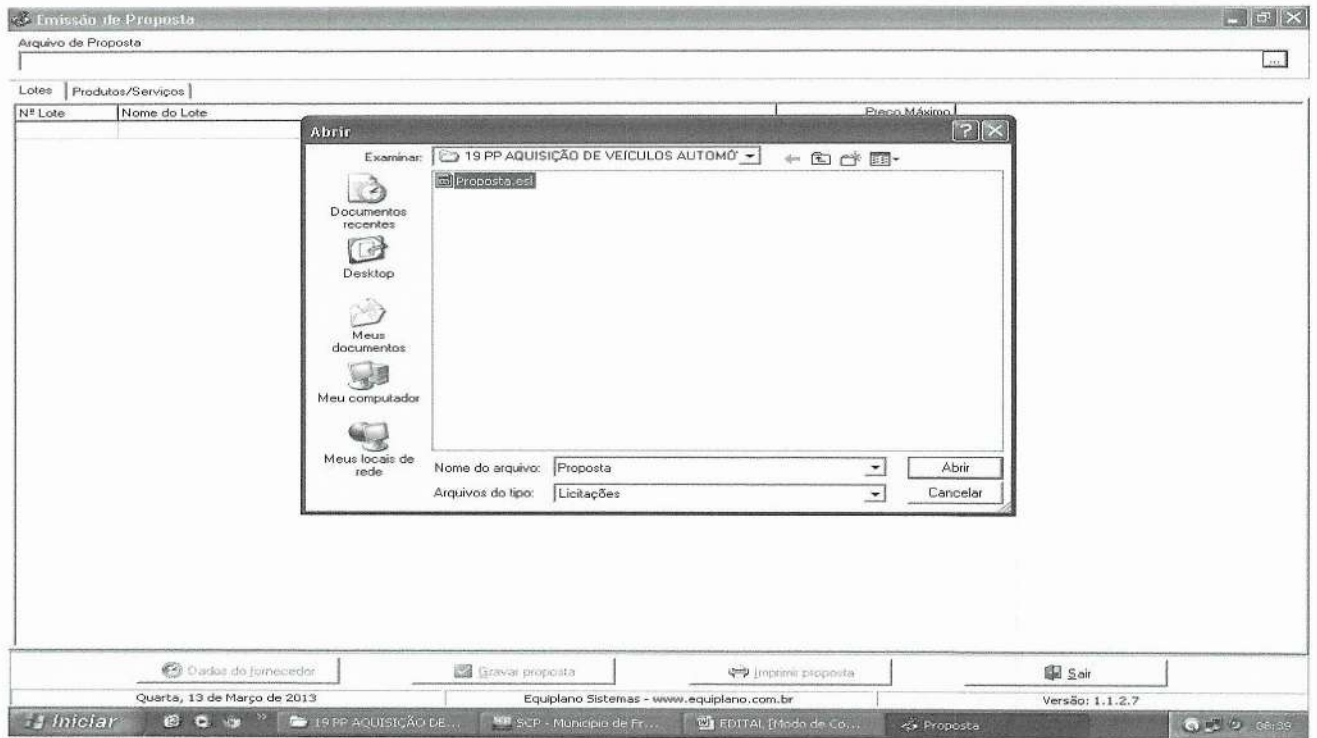 Emissão de Proposta
Arquivo de Proposta
...
Lotes Produtos/Serviços
Nº Lote Nome do Lote Preço Máximo
Abrir
Examinar: 19 PP AQUISIÇÃO DE VEÍCULOS AUTOMÓ
Proposta.esl
Documentos
recentes
Desktop
Meus
documentos
Meu computador
Meus locais de
rede
Nome do arquivo: Proposta Abrir
Arquivos do tipo: Licitações Cancelar
Dados do fornecedor Gravar proposta Imprimir proposta Sair
Quarta, 13 de Março de 2013 Equiplano Sistemas - www.equiplano.com.br Versão: 1.1.2.7
Iniciar 19 PP AQUISIÇÃO DE... SCP - Município de Fr... EDITAL [Modo de Co... Proposta 08:39